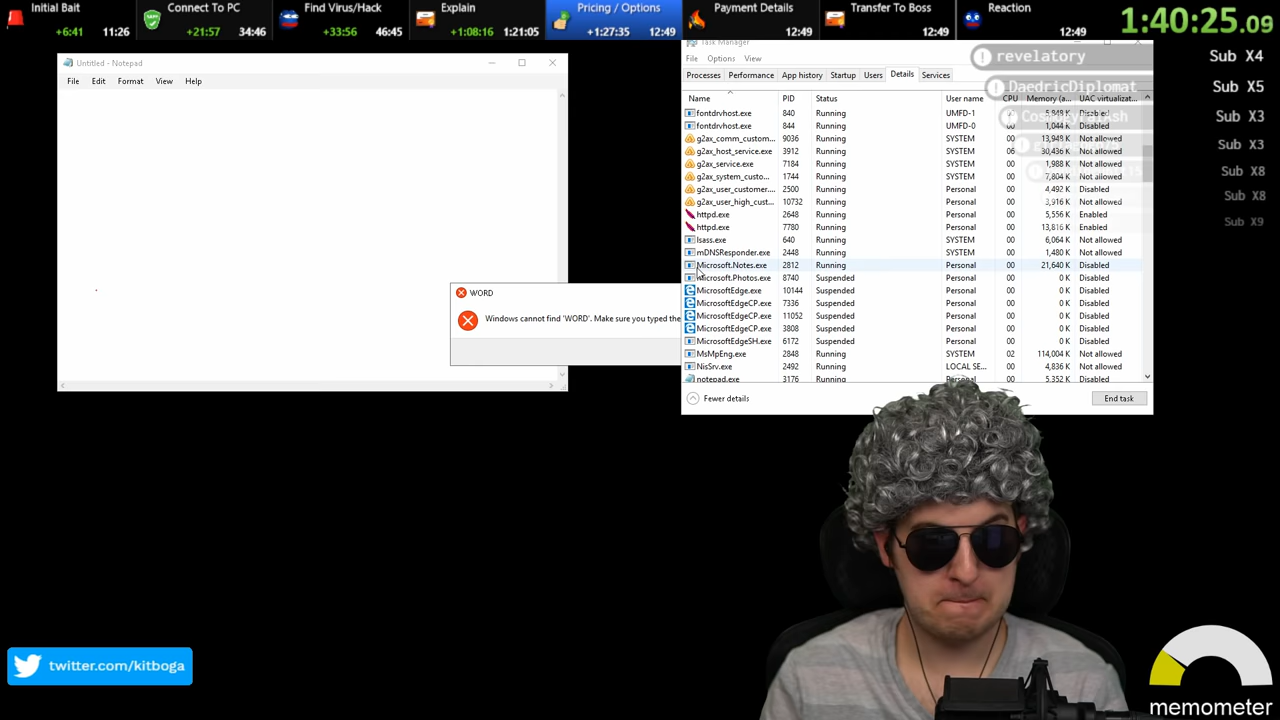 Initial Bait
+6:41 11:26
Connect To PC
+21:57 34:46
Find Virus/Hack
+33:56 46:45
Explain
+1:08:16 1:21:05
Pricing / Options
+1:27:35 12:49
Payment Details
12:49
Transfer To Boss
12:49
Reaction
12:49
1:40:25.09
Untitled - Notepad
File Edit Format View Help
WORD
Windows cannot find 'WORD'. Make sure you typed the
Task Manager
File Options View
Processes Performance App history Startup Users Details Services
Name PID Status User name CPU Memory (a... UAC virtualizat...
fontdrvhost.exe 840 Running UMFD-1 00 5,848 K Disabled
fontdrvhost.exe 844 Running UMFD-0 00 1,044 K Disabled
g2ax_comm_custom... 9036 Running SYSTEM 00 13,948 K Not allowed
g2ax_host_service.exe 3912 Running SYSTEM 06 30,436 K Not allowed
g2ax_service.exe 7184 Running SYSTEM 00 1,988 K Not allowed
g2ax_system_custo... 1744 Running SYSTEM 00 7,804 K Not allowed
g2ax_user_customer.... 2500 Running Personal 00 4,492 K Disabled
g2ax_user_high_cust... 10732 Running Personal 00 3,916 K Not allowed
httpd.exe 2648 Running Personal 00 5,556 K Enabled
httpd.exe 7780 Running Personal 00 13,816 K Enabled
lsass.exe 640 Running SYSTEM 00 6,064 K Not allowed
mDNSResponder.exe 2448 Running SYSTEM 00 1,480 K Not allowed
Microsoft.Notes.exe 2812 Running Personal 00 21,640 K Disabled
Microsoft.Photos.exe 8740 Suspended Personal 00 0 K Disabled
MicrosoftEdge.exe 10144 Suspended Personal 00 0 K Disabled
MicrosoftEdgeCP.exe 7336 Suspended Personal 00 0 K Disabled
MicrosoftEdgeCP.exe 11052 Suspended Personal 00 0 K Disabled
MicrosoftEdgeCP.exe 3808 Suspended Personal 00 0 K Disabled
MicrosoftEdgeSH.exe 6172 Suspended Personal 00 0 K Disabled
MsMpEng.exe 2848 Running SYSTEM 02 114,004 K Not allowed
NisSrv.exe 2492 Running LOCAL SE... 00 4,836 K Not allowed
notepad.exe 3176 Running Personal 00 5,352 K Disabled
Fewer details End task
revelatory Sub X4
DaedricDiplomat Sub X5
Sub X3
Sub X3
Sub X8
Sub X8
Sub X9
twitter.com/kitboga
memometer